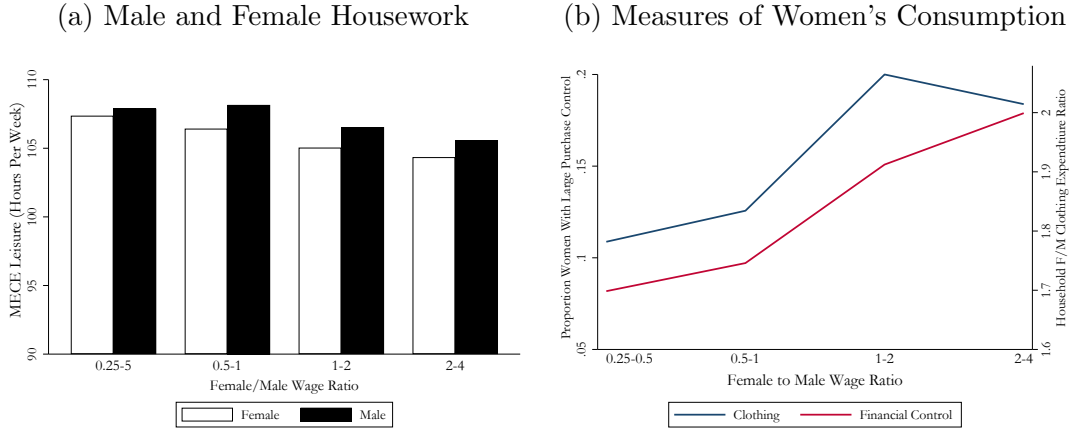 (a) Male and Female Housework
MECE Leisure (Hours Per Week)
110
105
100
95
90
0.25-5
0.5-1
1-2
2-4
Female/Male Wage Ratio
Female
Male
(b) Measures of Women's Consumption
Proportion Women With Large Purchase Control
.2
.15
.1
.05
0.25-0.5
0.5-1
1-2
2-4
Female to Male Wage Ratio
2
1.9
1.8
1.7
1.6
Household F/M Clothing Expendtiure Ratio
Clothing
Financial Control